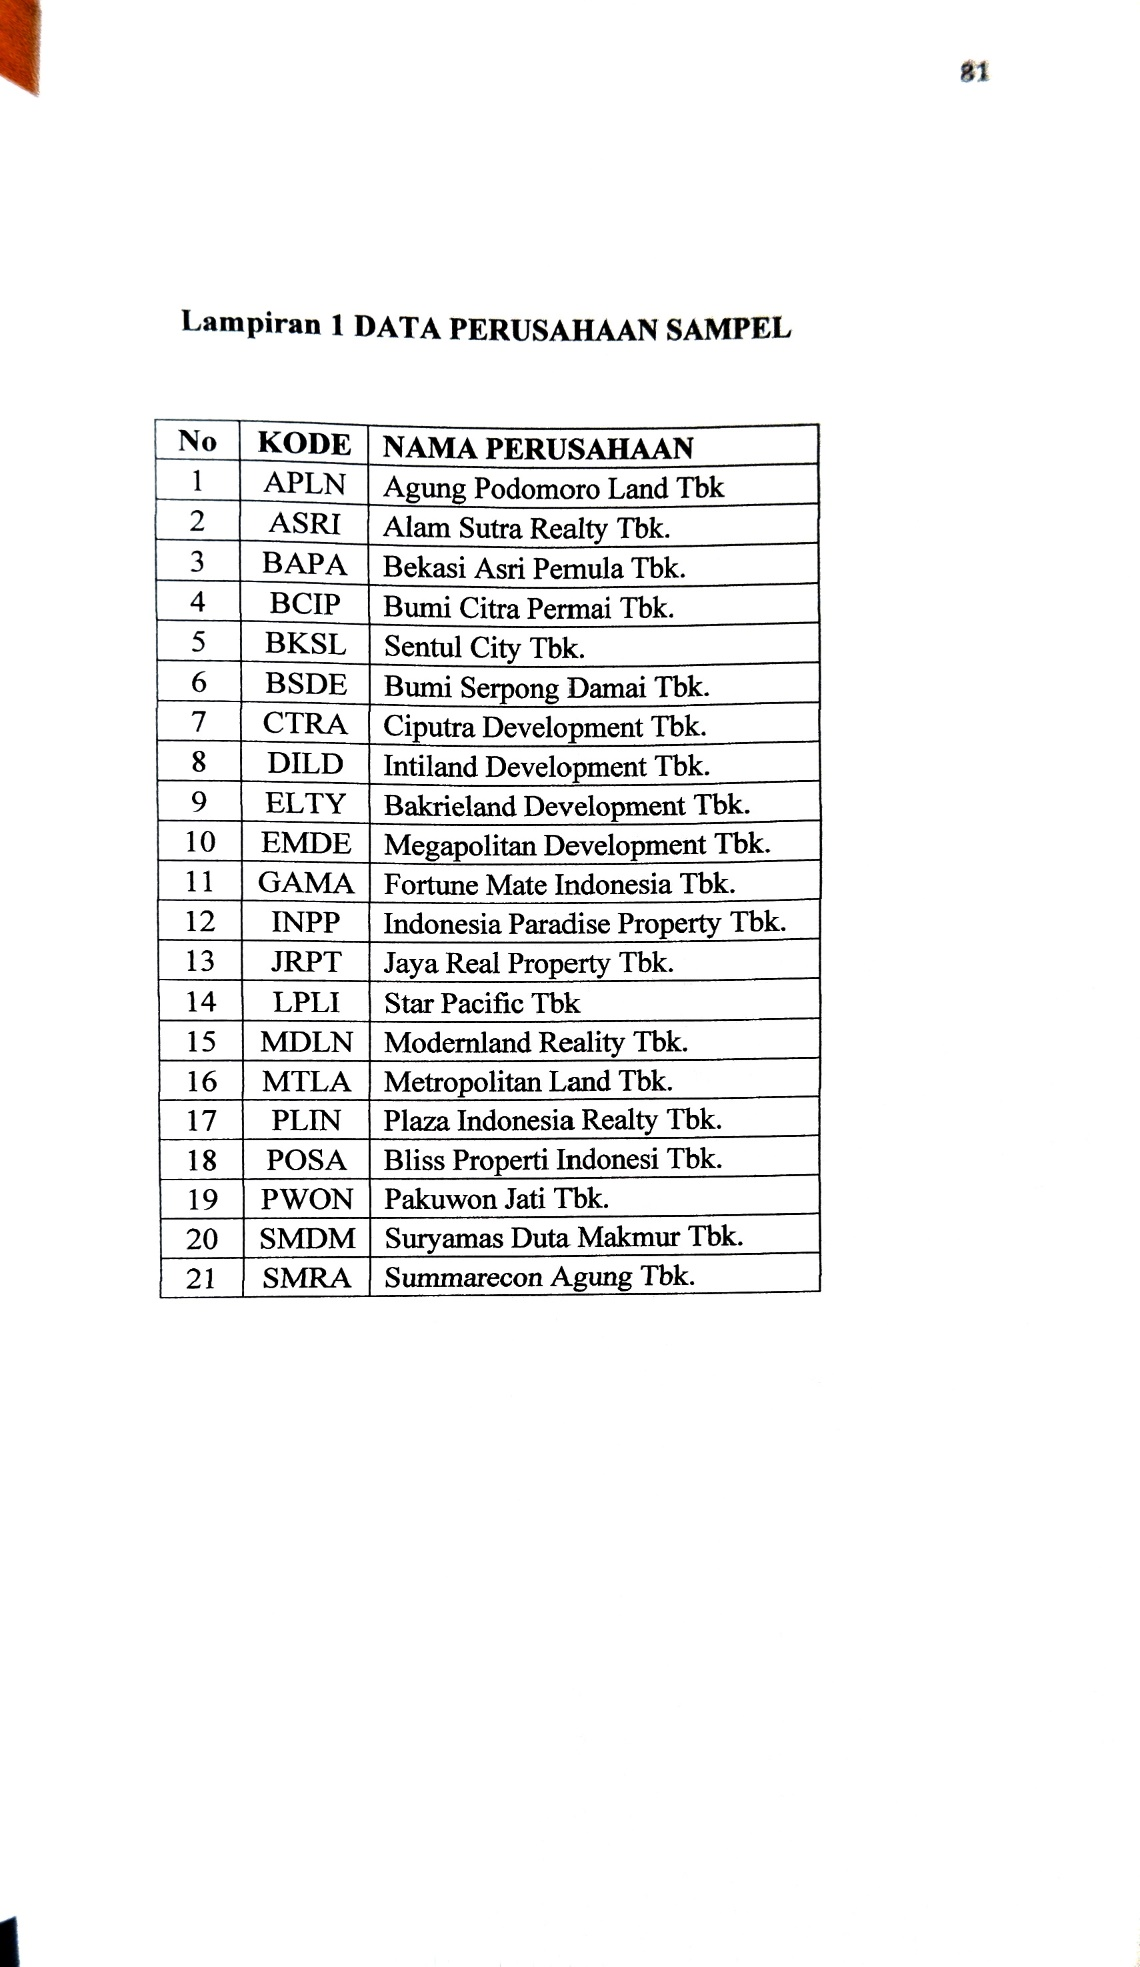 81
Lampiran 1 DATA PERUSAHAAN SAMPEL
No KODE NAMA PERUSAHAAN
1 APLN Agung Podomoro Land Tbk
2 ASRI Alam Sutra Realty Tbk.
3 BAPA Bekasi Asri Pemula Tbk.
4 BCIP Bumi Citra Permai Tbk.
5 BKSL Sentul City Tbk.
6 BSDE Bumi Serpong Damai Tbk.
7 CTRA Ciputra Development Tbk.
8 DILD Intiland Development Tbk.
9 ELTY Bakrieland Development Tbk.
10 EMDE Megapolitan Development Tbk.
11 GAMA Fortune Mate Indonesia Tbk.
12 INPP Indonesia Paradise Property Tbk.
13 JRPT Jaya Real Property Tbk.
14 LPLI Star Pacific Tbk
15 MDLN Modernland Reality Tbk.
16 MTLA Metropolitan Land Tbk.
17 PLIN Plaza Indonesia Realty Tbk.
18 POSA Bliss Properti Indonesi Tbk.
19 PWON Pakuwon Jati Tbk.
20 SMDM Suryamas Duta Makmur Tbk.
21 SMRA Summarecon Agung Tbk.